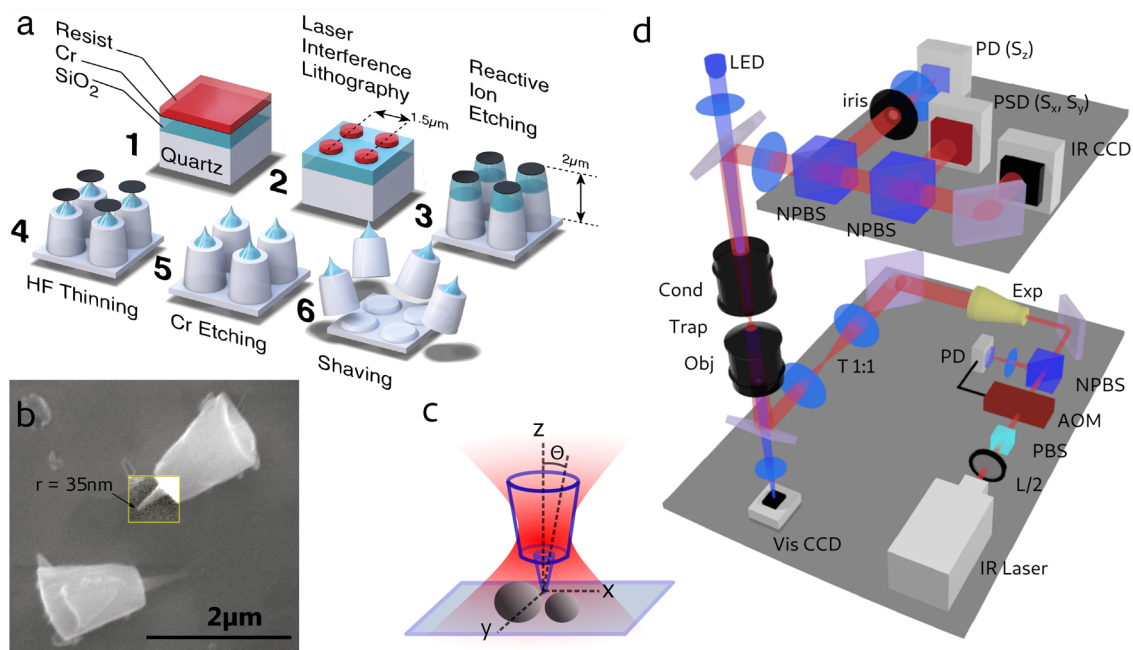 a
Resist
Cr
SiO2
Quartz
1
Laser
Interference
Lithography
1.5μm
2
Reactive
Ion
Etching
2μm
3
4
HF Thinning
5
Cr Etching
6
Shaving
b
r = 35nm
2μm
c
z
Θ
x
y
d
LED
PD (Sz)
iris
PSD (Sx, Sy)
IR CCD
NPBS
NPBS
Cond
Trap
Obj
T 1:1
Exp
PD
NPBS
AOM
PBS
L/2
Vis CCD
IR Laser